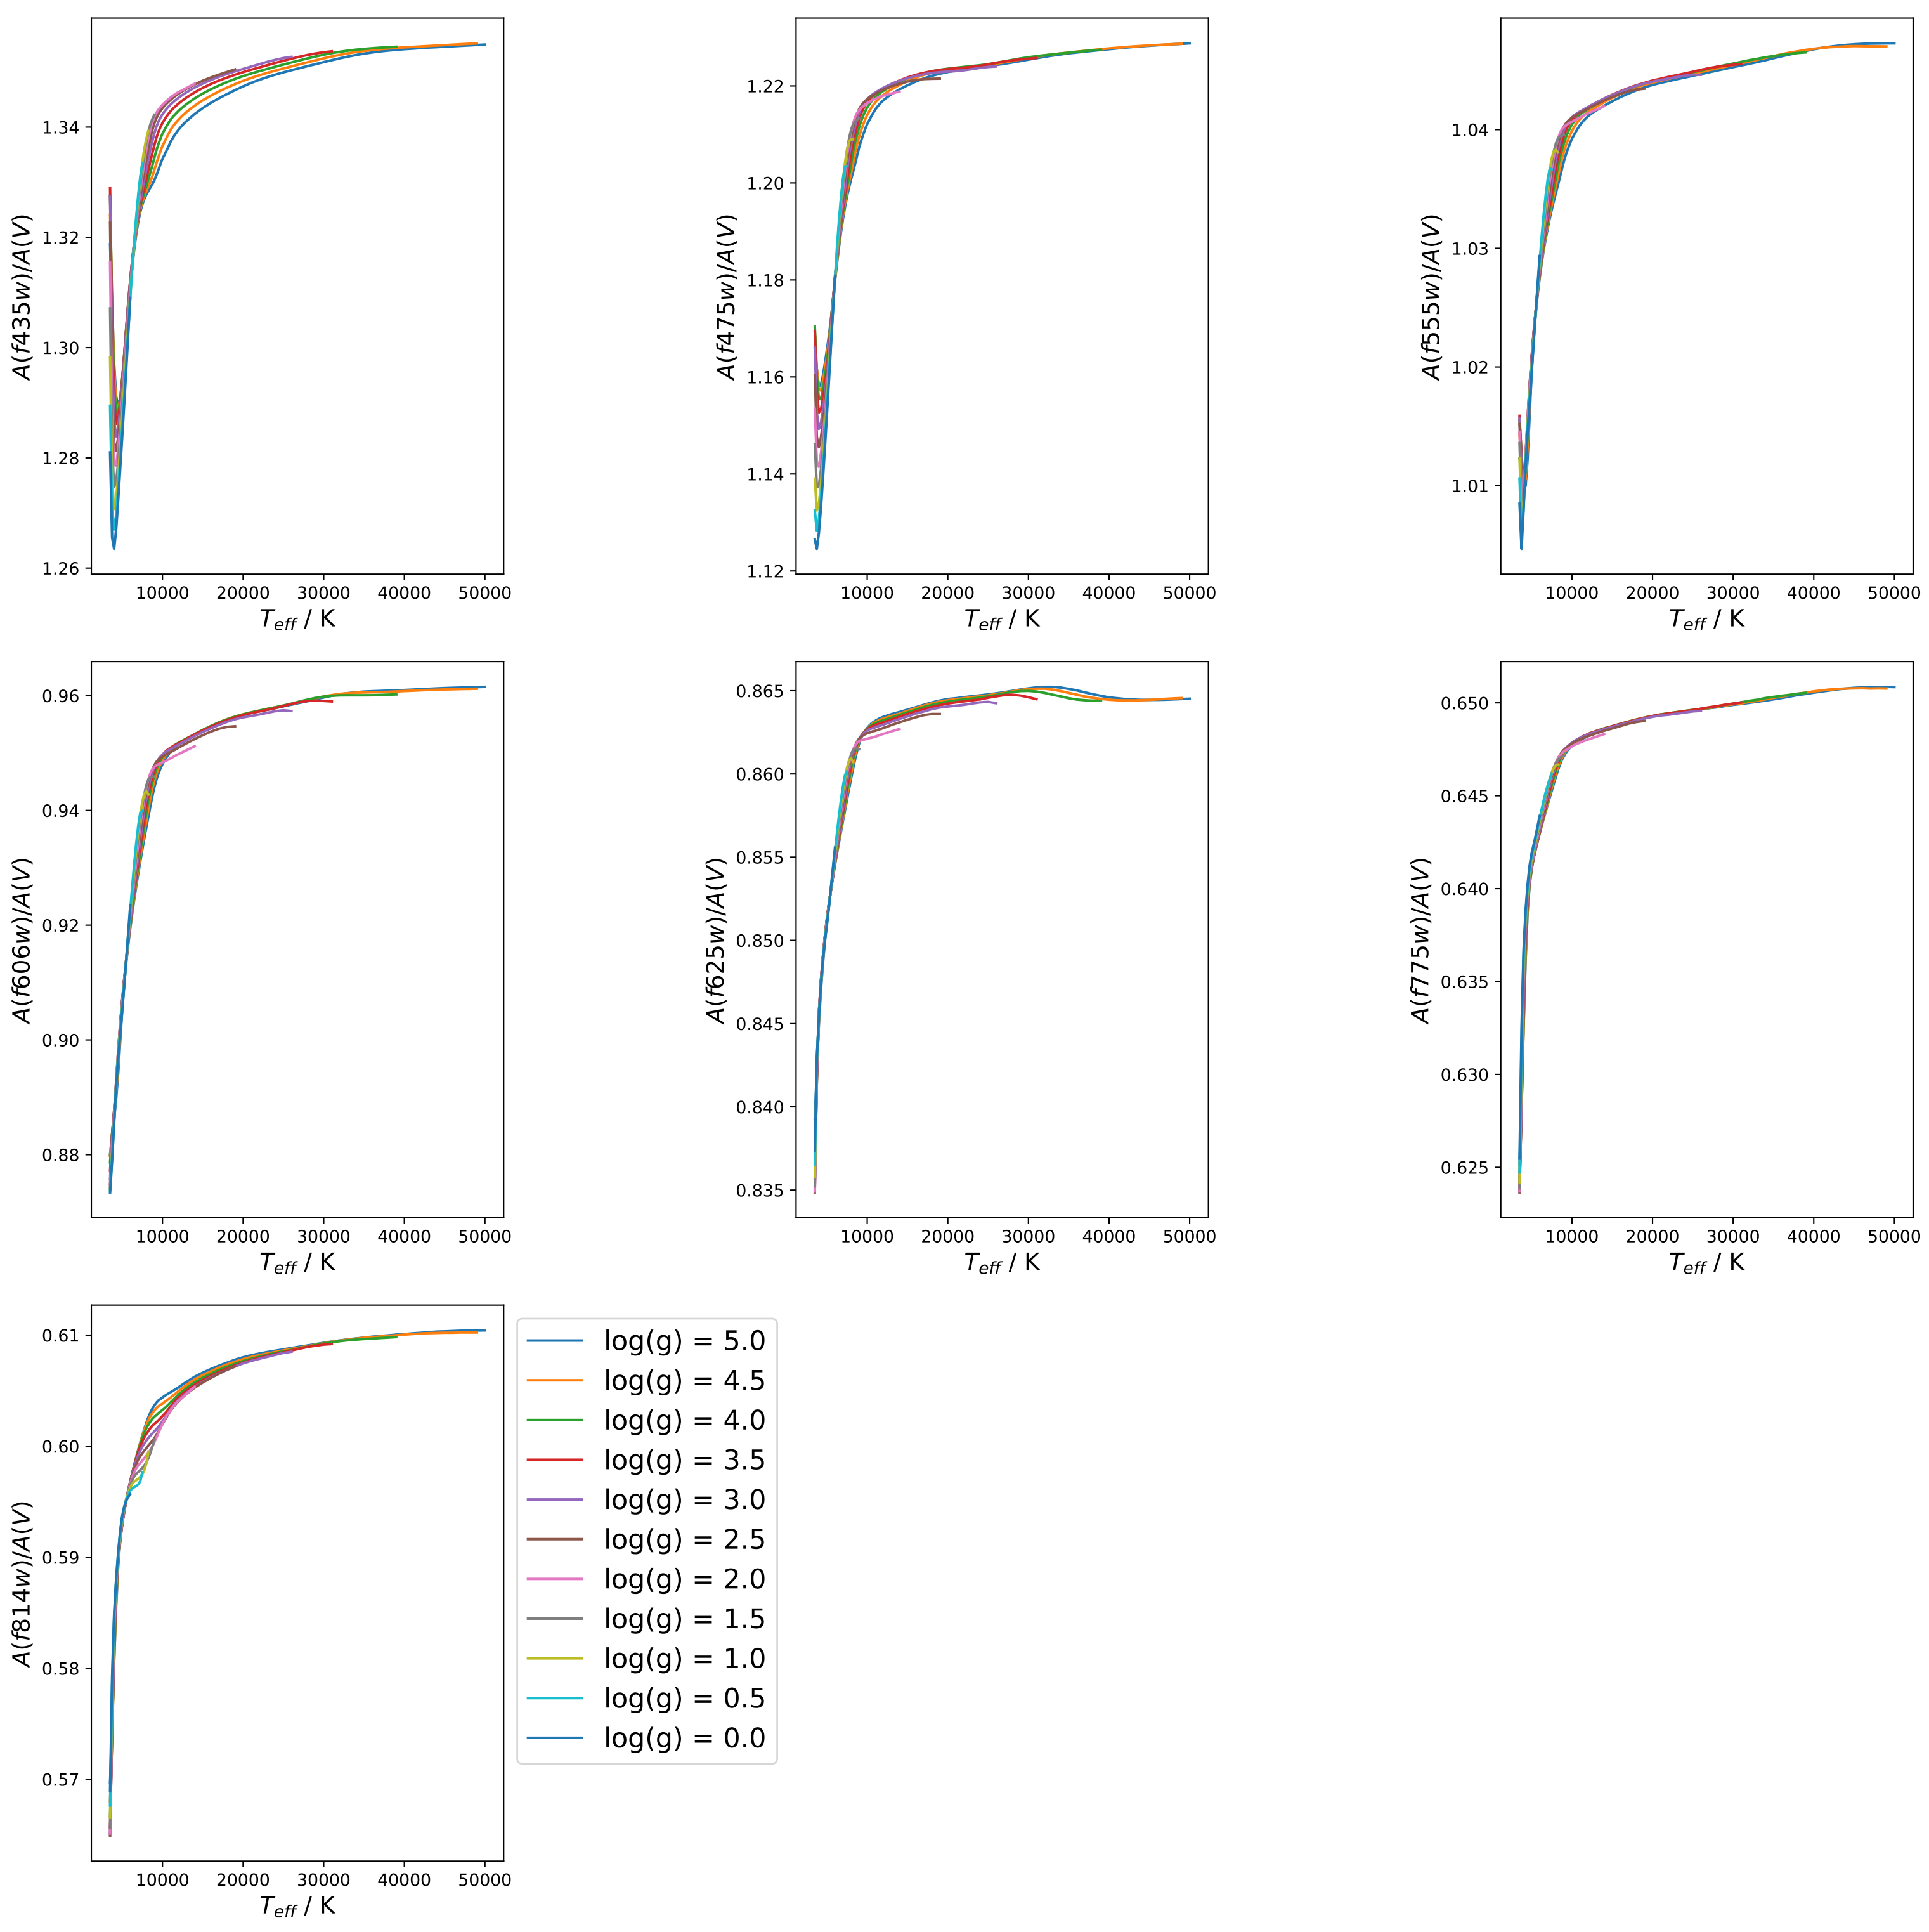 A(f435w)/A(V)
1.34
1.32
1.30
1.28
1.26
10000 20000 30000 40000 50000
T_eff / K
A(f475w)/A(V)
1.22
1.20
1.18
1.16
1.14
1.12
10000 20000 30000 40000 50000
T_eff / K
A(f555w)/A(V)
1.04
1.03
1.02
1.01
10000 20000 30000 40000 50000
T_eff / K
A(f606w)/A(V)
0.96
0.94
0.92
0.90
0.88
10000 20000 30000 40000 50000
T_eff / K
A(f625w)/A(V)
0.865
0.860
0.855
0.850
0.845
0.840
0.835
10000 20000 30000 40000 50000
T_eff / K
A(f775w)/A(V)
0.650
0.645
0.640
0.635
0.630
0.625
10000 20000 30000 40000 50000
T_eff / K
A(f814w)/A(V)
0.61
0.60
0.59
0.58
0.57
10000 20000 30000 40000 50000
T_eff / K
log(g) = 5.0
log(g) = 4.5
log(g) = 4.0
log(g) = 3.5
log(g) = 3.0
log(g) = 2.5
log(g) = 2.0
log(g) = 1.5
log(g) = 1.0
log(g) = 0.5
log(g) = 0.0